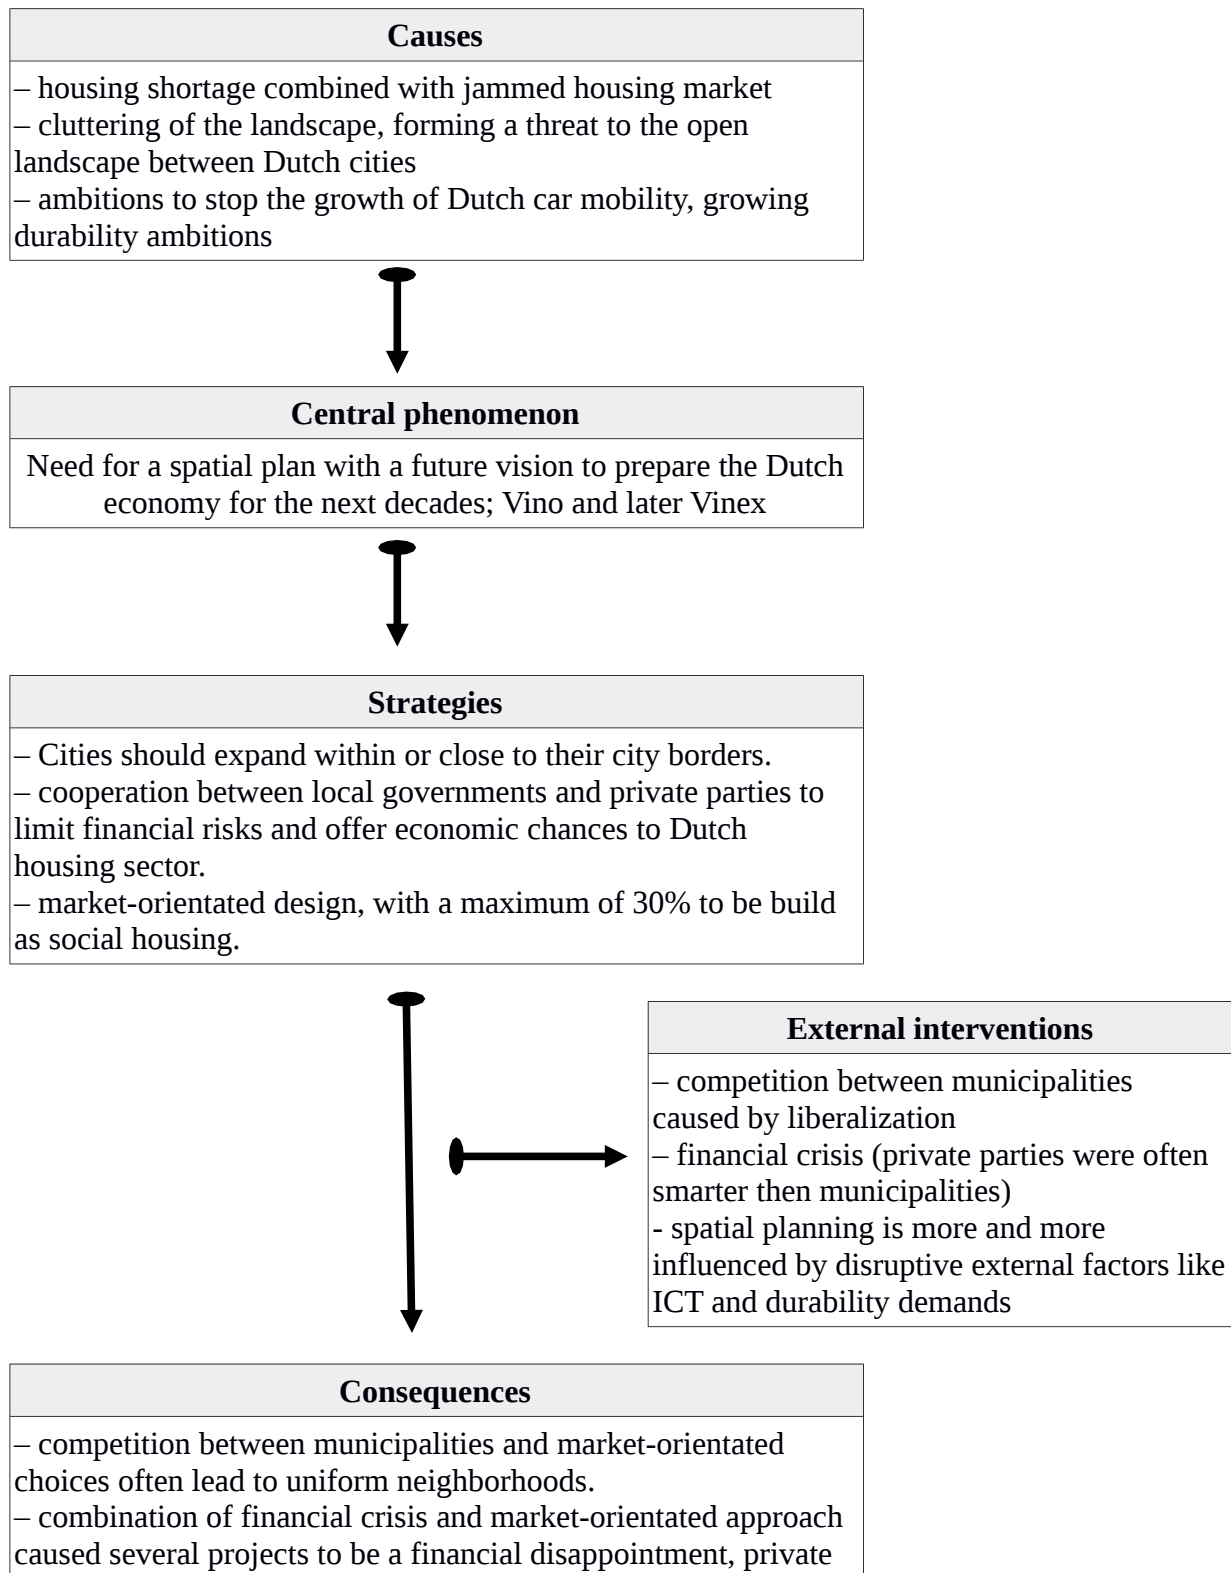 Causes
– housing shortage combined with jammed housing market
– cluttering of the landscape, forming a threat to the open
landscape between Dutch cities
– ambitions to stop the growth of Dutch car mobility, growing
durability ambitions
Central phenomenon
Need for a spatial plan with a future vision to prepare the Dutch
economy for the next decades; Vino and later Vinex
Strategies
– Cities should expand within or close to their city borders.
– cooperation between local governments and private parties to
limit financial risks and offer economic chances to Dutch
housing sector.
– market-orientated design, with a maximum of 30% to be build
as social housing.
External interventions
– competition between municipalities
caused by liberalization
– financial crisis (private parties were often
smarter then municipalities)
- spatial planning is more and more
influenced by disruptive external factors like
ICT and durability demands
Consequences
– competition between municipalities and market-orientated
choices often lead to uniform neighborhoods.
– combination of financial crisis and market-orientated approach
caused several projects to be a financial disappointment, private